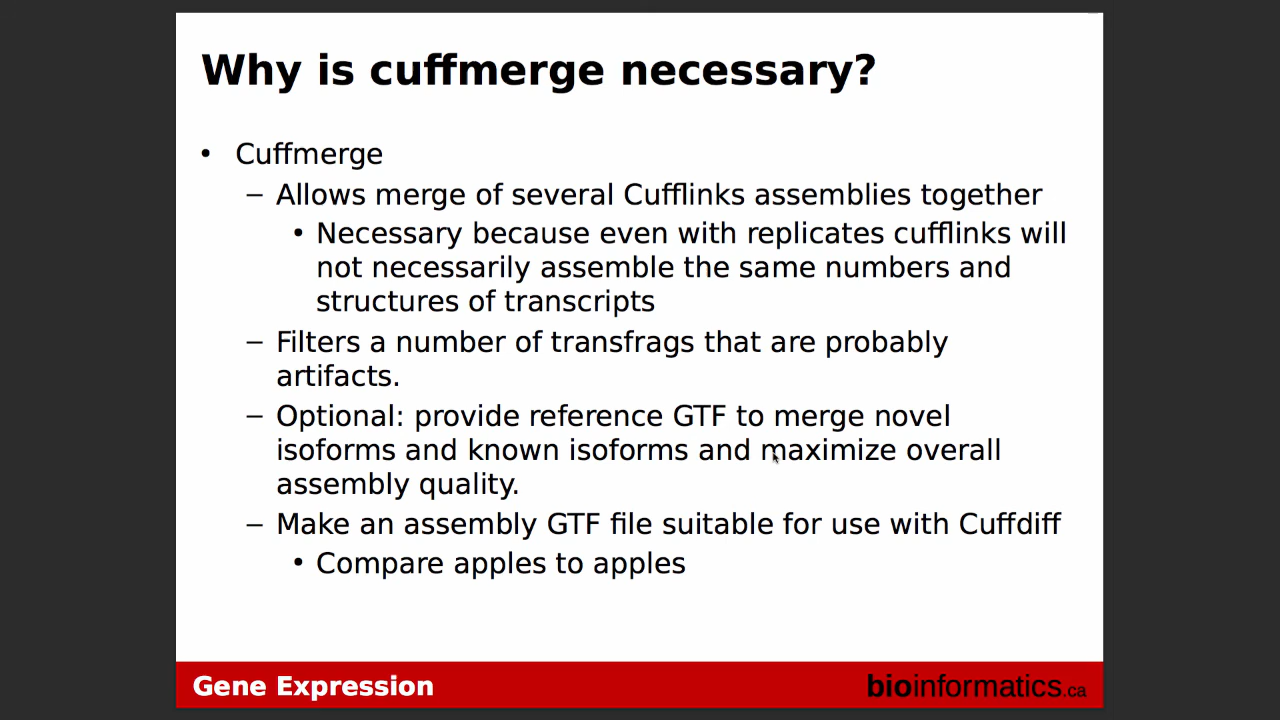 Why is cuffmerge necessary?
• Cuffmerge
– Allows merge of several Cufflinks assemblies together
• Necessary because even with replicates cufflinks will
not necessarily assemble the same numbers and
structures of transcripts
– Filters a number of transfrags that are probably
artifacts.
– Optional: provide reference GTF to merge novel
isoforms and known isoforms and maximize overall
assembly quality.
– Make an assembly GTF file suitable for use with Cuffdiff
• Compare apples to apples
Gene Expression
bioinformatics.ca